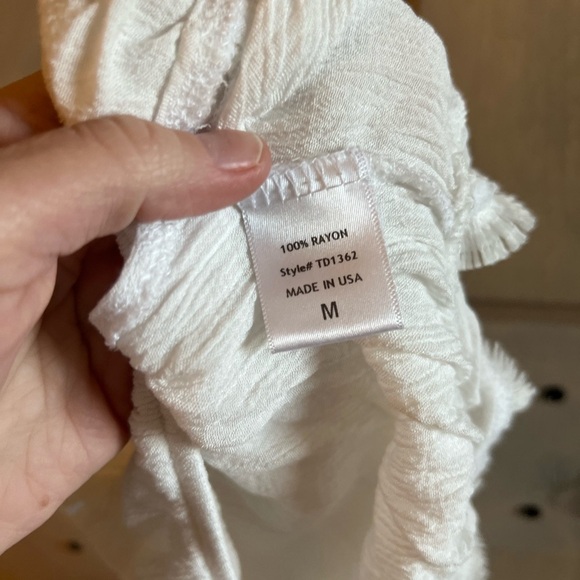 100% RAYON
Style# TD1362
MADE IN USA
M